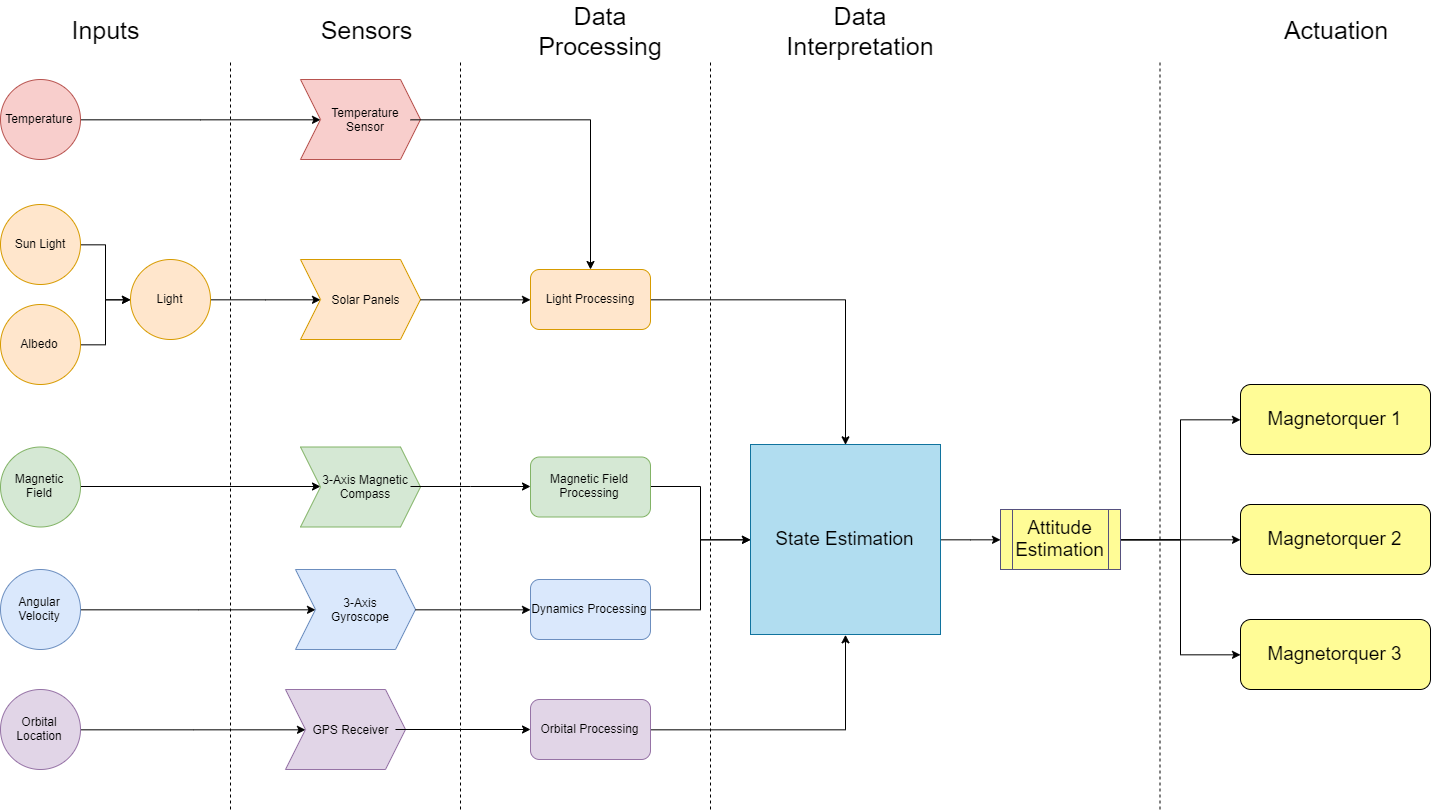 Inputs
Sensors
Data
Processing
Data
Interpretation
Actuation
Temperature
Temperature
Sensor
Sun Light
Albedo
Light
Solar Panels
Light Processing
Magnetic
Field
3-Axis Magnetic
Compass
Magnetic Field
Processing
Angular
Velocity
3-Axis
Gyroscope
Dynamics Processing
Orbital
Location
GPS Receiver
Orbital Processing
State Estimation
Attitude
Estimation
Magnetorquer 1
Magnetorquer 2
Magnetorquer 3